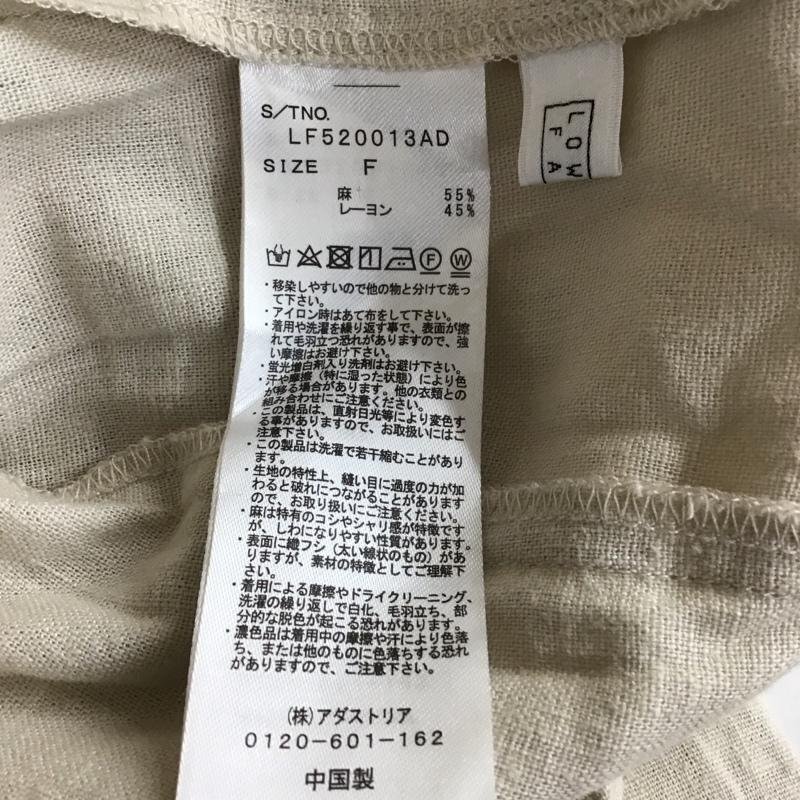 S/TNO.
LF520013AD
SIZE F
麻 55%
レーヨン 45%
F W
・移染しやすいので他の物と分けて洗っ
て下さい。
・アイロン時はあて布をして下さい。
・着用や洗濯を繰り返す事で、表面が擦
れて毛羽立つ恐れがありますので、強
い摩擦はお避け下さい。
・蛍光増白剤入り洗剤はお避け下さい。
・汗や摩擦（特に湿った状態）により色
が移る場合があります。他の衣類との
組み合わせにご注意ください。
・この製品は、直射日光等により変色す
る事がありますので、お取扱いにはご
注意下さい。
・この製品は洗濯で若干縮むことがあり
ます。
・生地の特性上、縫い目に過度の力が加
わると破れにつながることがあります
ので、お取り扱いにご注意ください。
・麻は特有のコシやシャリ感が特徴です
が、しわになりやすい性質があります。
・表面に織フシ（太い線状のもの）があ
りますが、素材の特徴としてご理解下
さい。
・着用による摩擦やドライクリーニング、
洗濯の繰り返しで白化、毛羽立ち、部
分的な脱色が起こる恐れがあります。
・濃色品は着用中の摩擦や汗により色落
ち、または他のものに色落ちする恐れ
がありますので、ご注意下さい。
(株)アダストリア
0120-601-162
中国製
LOW
FA